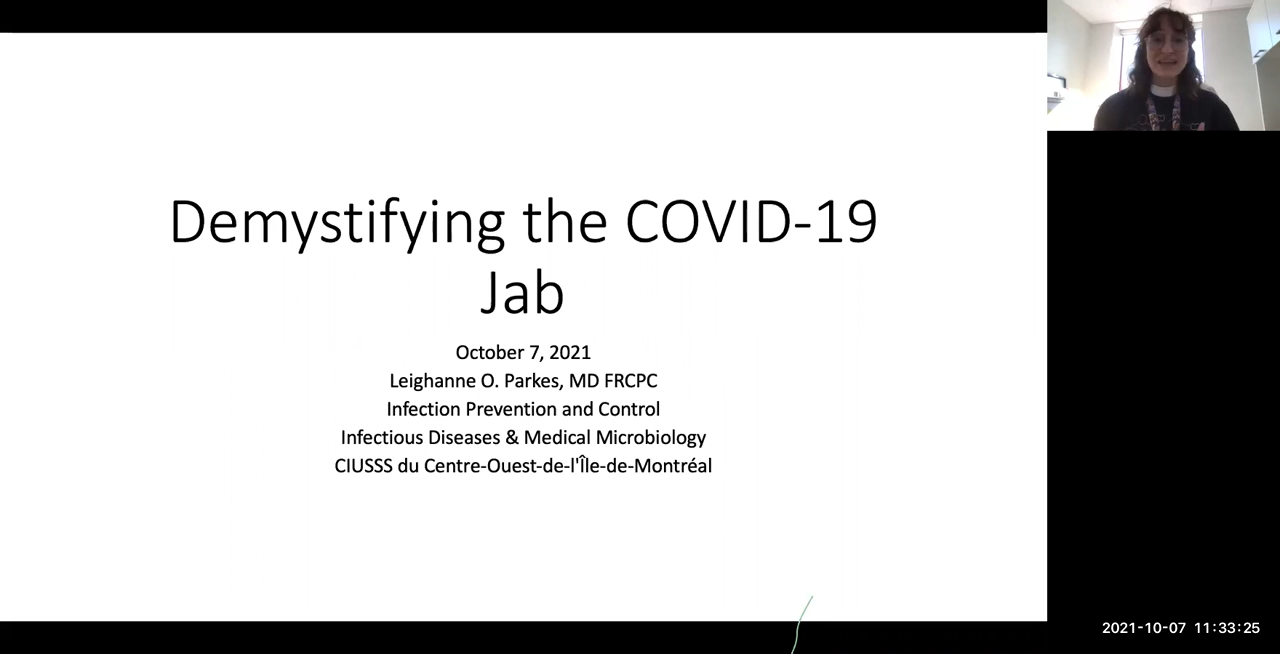 Demystifying the COVID-19
Jab
October 7, 2021
Leighanne O. Parkes, MD FRCPC
Infection Prevention and Control
Infectious Diseases & Medical Microbiology
CIUSSS du Centre-Ouest-de-l'Île-de-Montréal
2021-10-07 11:33:25